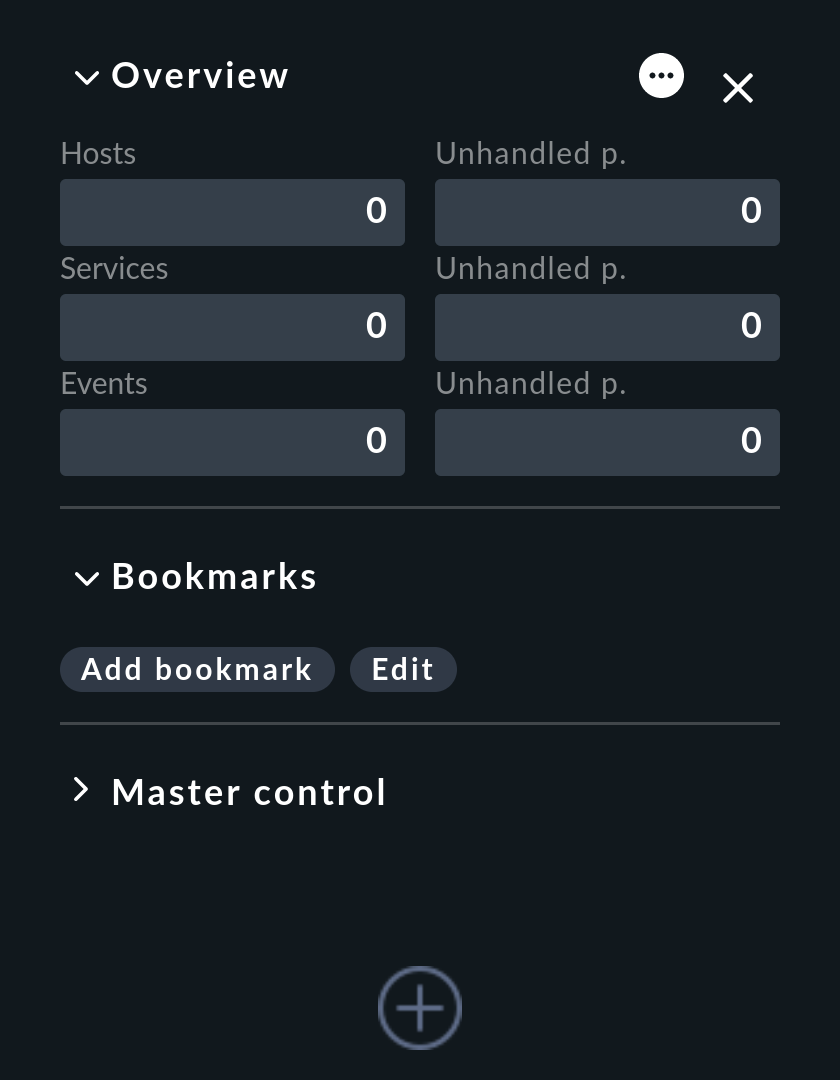 Overview
Hosts Unhandled p.
0 0
Services Unhandled p.
0 0
Events Unhandled p.
0 0
Bookmarks
Add bookmark Edit
Master control